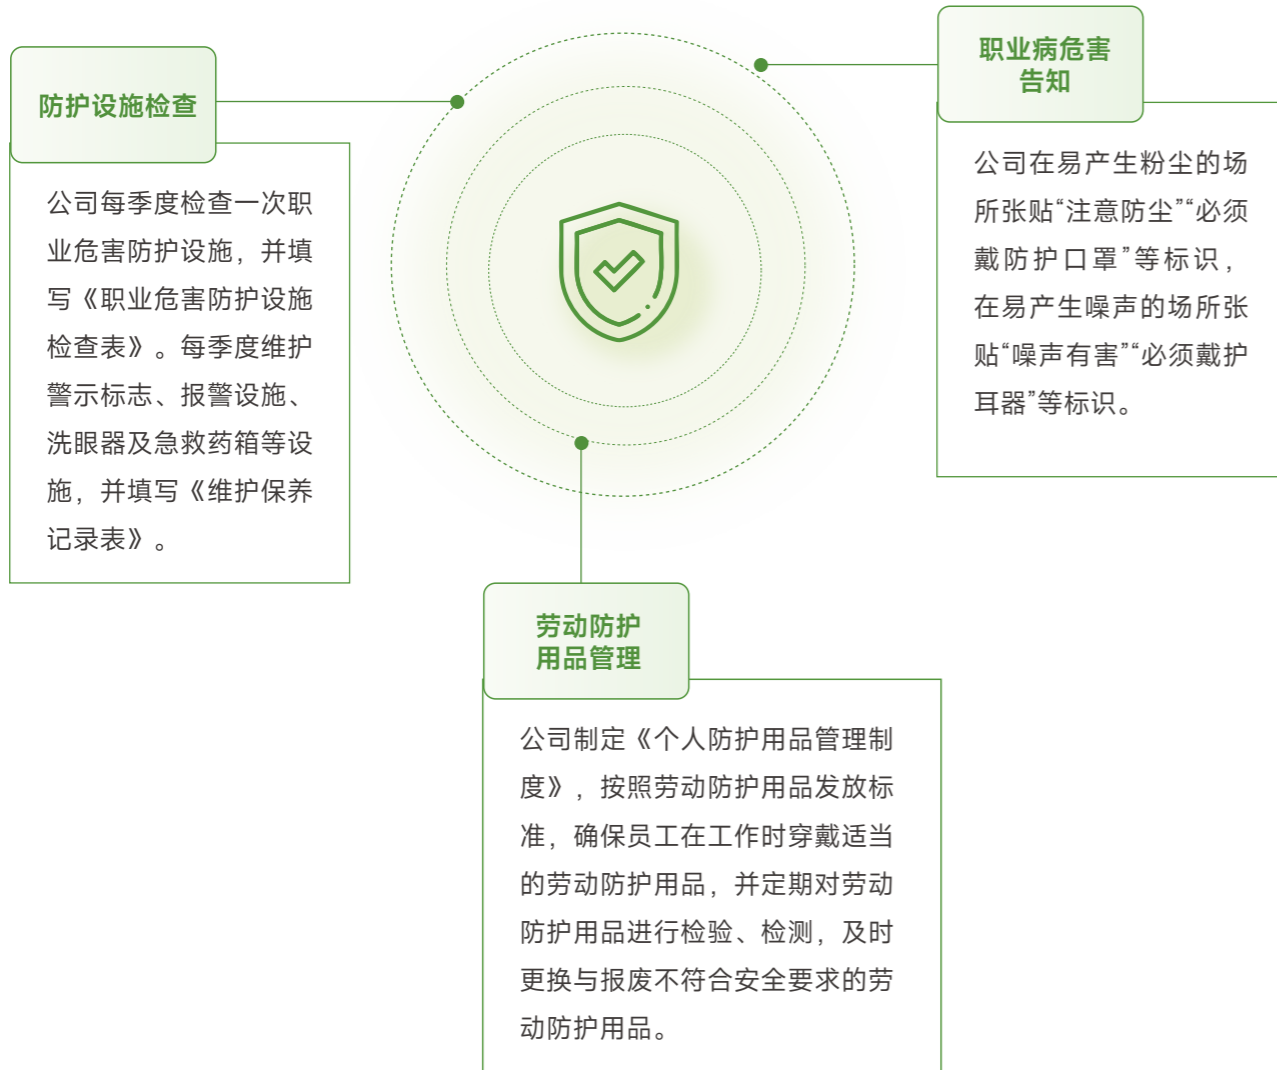 防护设施检查
公司每季度检查一次职
业危害防护设施，并填
写《职业危害防护设施
检查表》。每季度维护
警示标志、报警设施、
洗眼器及急救药箱等设
施，并填写《维护保养
记录表》。
职业病危害
告知
公司在易产生粉尘的场
所张贴“注意防尘”“必须
戴防护口罩”等标识，
在易产生噪声的场所张
贴“噪声有害”“必须戴护
耳器”等标识。
劳动防护
用品管理
公司制定《个人防护用品管理制
度》，按照劳动防护用品发放标
准，确保员工在工作时穿戴适当
的劳动防护用品，并定期对劳动
防护用品进行检验、检测，及时
更换与报废不符合安全要求的劳
动防护用品。